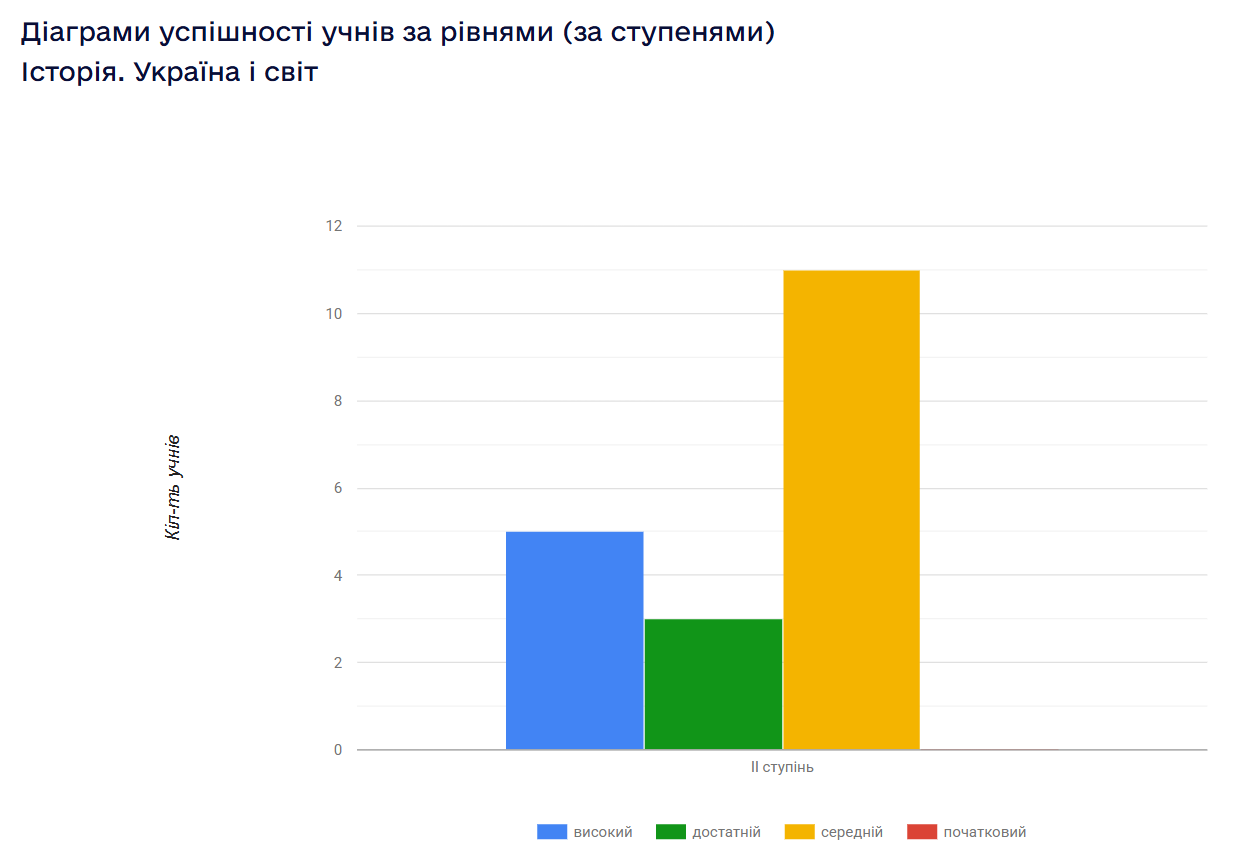 Діаграми успішності учнів за рівнями (за ступенями)
Історія. Україна і світ
12
10
8
6
4
2
0
Кіл-ть учнів
II ступінь
високий
достатній
середній
початковий